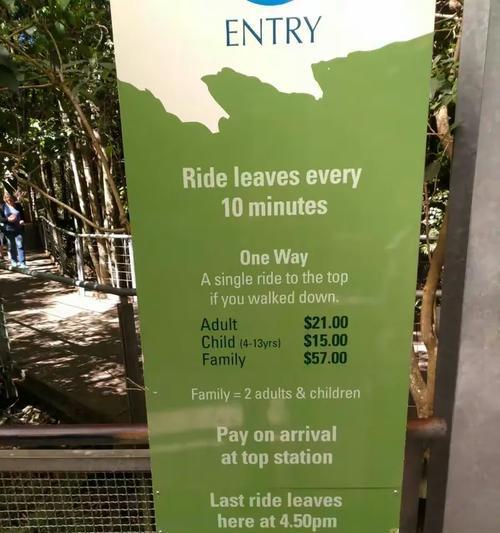 ENTRY
Ride leaves every
10 minutes
One Way
A single ride to the top
if you walked down.
Adult $21.00
Child (4-13yrs) $15.00
Family $57.00
Family = 2 adults & children
Pay on arrival
at top station
Last ride leaves
here at 4.50pm